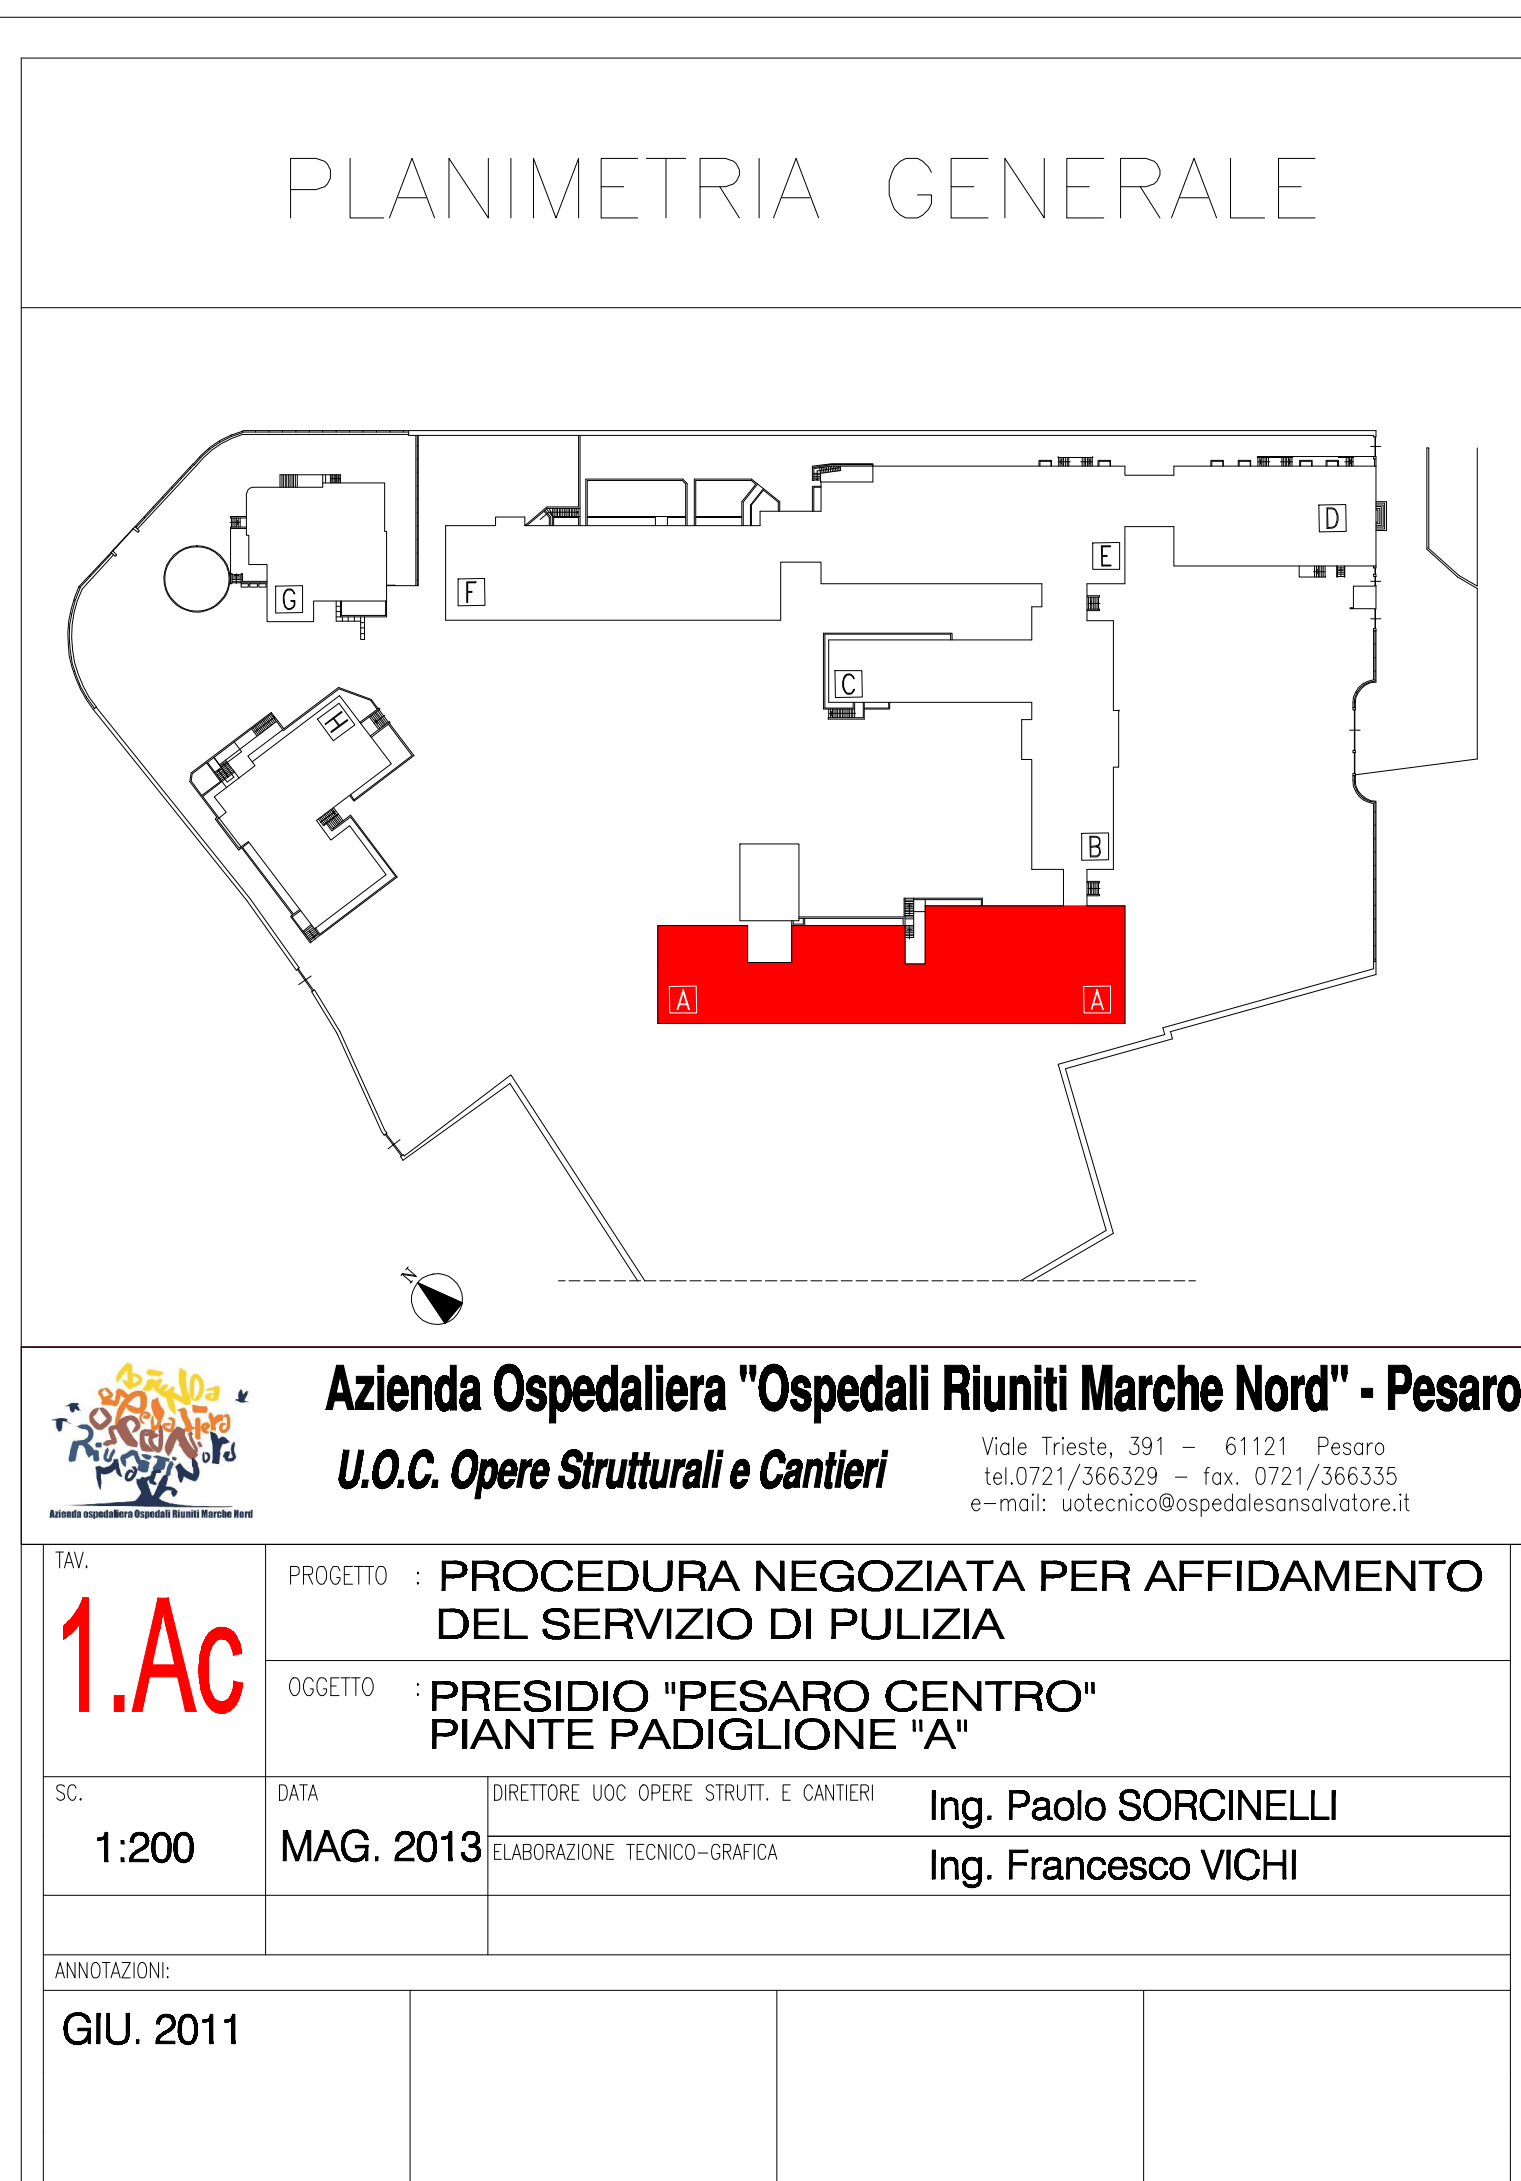 PLANIMETRIA GENERALE
D
E
F
G
C
H
B
A
A
N
Azienda ospedaliera Ospedali Riuniti Marche Nord
Azienda Ospedaliera "Ospedali Riuniti Marche Nord" - Pesaro
U.O.C. Opere Strutturali e Cantieri
Viale Trieste, 391 – 61121 Pesaro
tel.0721/366329 – fax. 0721/366335
e–mail: uotecnico@ospedalesansalvatore.it
TAV.
1.Ac
PROGETTO : PROCEDURA NEGOZIATA PER AFFIDAMENTO
DEL SERVIZIO DI PULIZIA
OGGETTO : PRESIDIO "PESARO CENTRO"
PIANTE PADIGLIONE "A"
SC.
1:200
DATA
MAG. 2013
DIRETTORE UOC OPERE STRUTT. E CANTIERI Ing. Paolo SORCINELLI
ELABORAZIONE TECNICO–GRAFICA Ing. Francesco VICHI
ANNOTAZIONI:
GIU. 2011